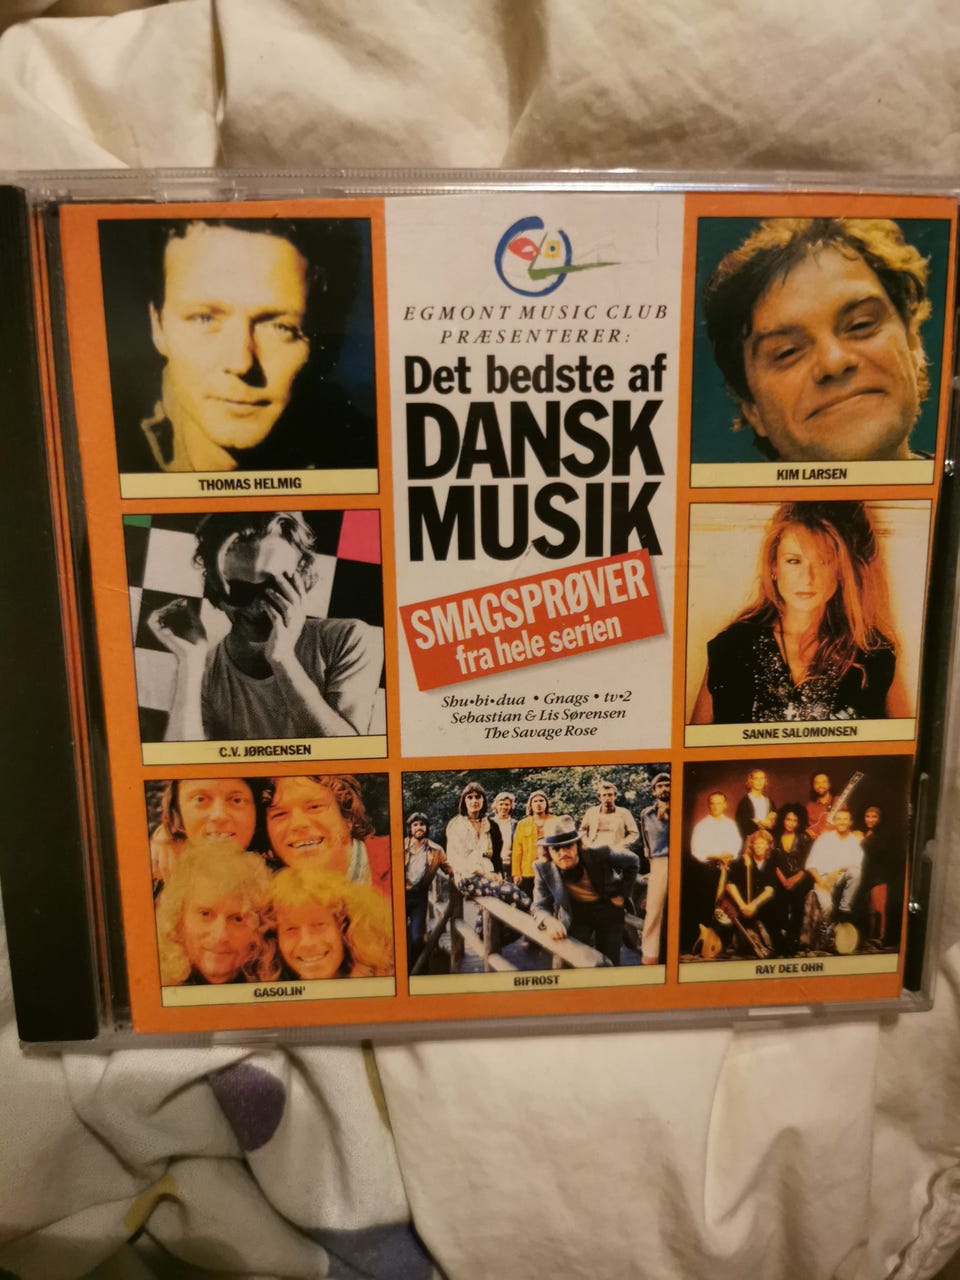 EGMONT MUSIC CLUB
PRÆSENTERER:
Det bedste af
DANSK
MUSIK
SMAGSPRØVER
fra hele serien
Shu•bi•dua • Gnags • tv•2
Sebastian & Lis Sørensen
The Savage Rose
THOMAS HELMIG
KIM LARSEN
C.V. JØRGENSEN
SANNE SALOMONSEN
GASOLIN'
BIFROST
RAY DEE OHH